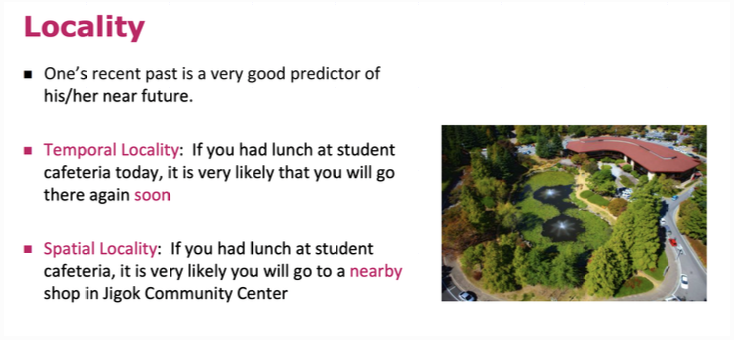 Locality
▪ One's recent past is a very good predictor of
his/her near future.
▪ Temporal Locality: If you had lunch at student
cafeteria today, it is very likely that you will go
there again soon
▪ Spatial Locality: If you had lunch at student
cafeteria, it is very likely you will go to a nearby
shop in Jigok Community Center